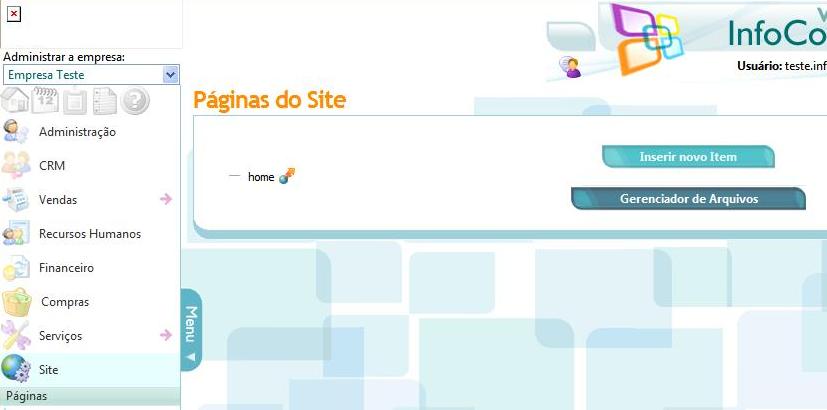 Administrar a empresa:
Empresa Teste
12
Administração
CRM
Vendas
Recursos Humanos
Financeiro
Compras
Serviços
Site
Páginas
Menu
InfoCo
Usuário: teste.inf
Páginas do Site
home
Inserir novo Item
Gerenciador de Arquivos